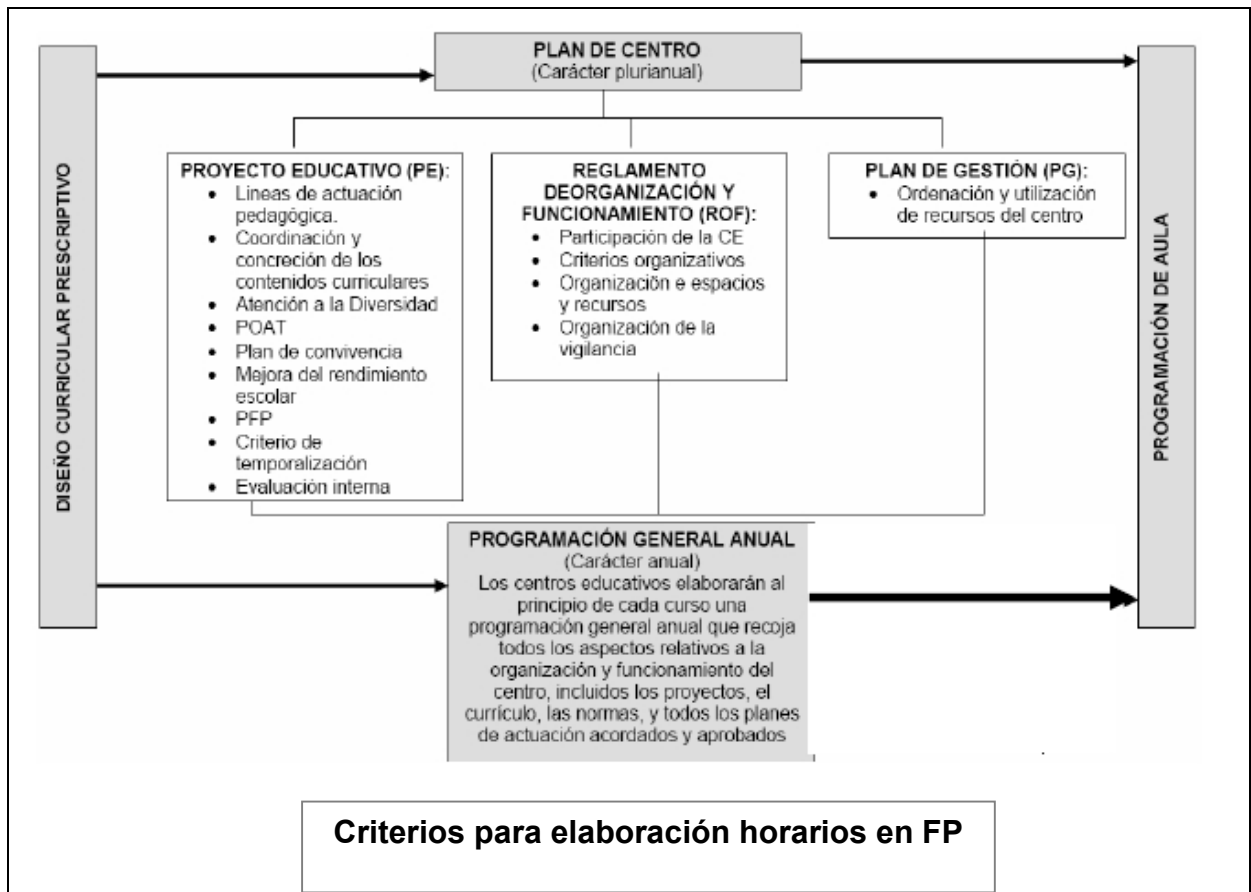 PLAN DE CENTRO
(Carácter plurianual)
DISEÑO CURRICULAR PRESCRIPTIVO
PROYECTO EDUCATIVO (PE):
• Lineas de actuación
pedagógica.
• Coordinación y
concreción de los
contenidos curriculares
• Atención a la Diversidad
• POAT
• Plan de convivencia
• Mejora del rendimiento
escolar
• PFP
• Criterio de
temporalización
• Evaluación interna
REGLAMENTO
DEORGANIZACIÓN Y
FUNCIONAMIENTO (ROF):
• Participación de la CE
• Criterios organizativos
• Organización e espacios
y recursos
• Organización de la
vigilancia
PLAN DE GESTIÓN (PG):
• Ordenación y utilización
de recursos del centro
PROGRAMACIÓN DE AULA
PROGRAMACIÓN GENERAL ANUAL
(Carácter anual)
Los centros educativos elaborarán al
principio de cada curso una
programación general anual que recoja
todos los aspectos relativos a la
organización y funcionamiento del
centro, incluidos los proyectos, el
currículo, las normas, y todos los planes
de actuación acordados y aprobados
Criterios para elaboración horarios en FP